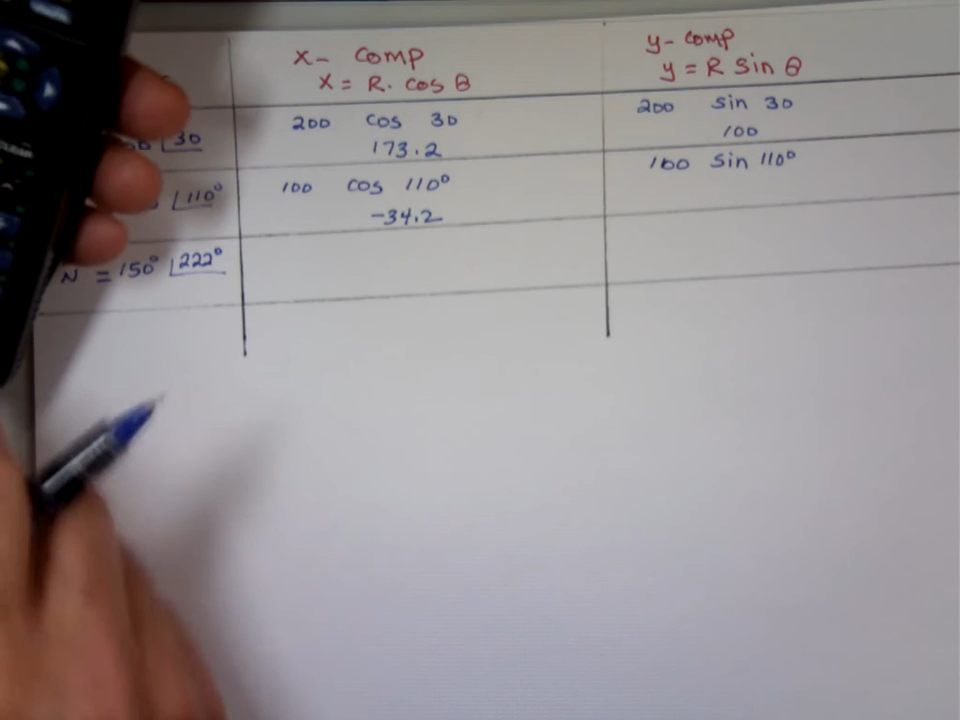 x- comp
x = R. cos θ
y- comp
y = R sin θ
∠30
200 cos 30
173.2
200 sin 30
100
∠110°
100 cos 110°
-34.2
100 sin 110°
N = 150° ∠222°